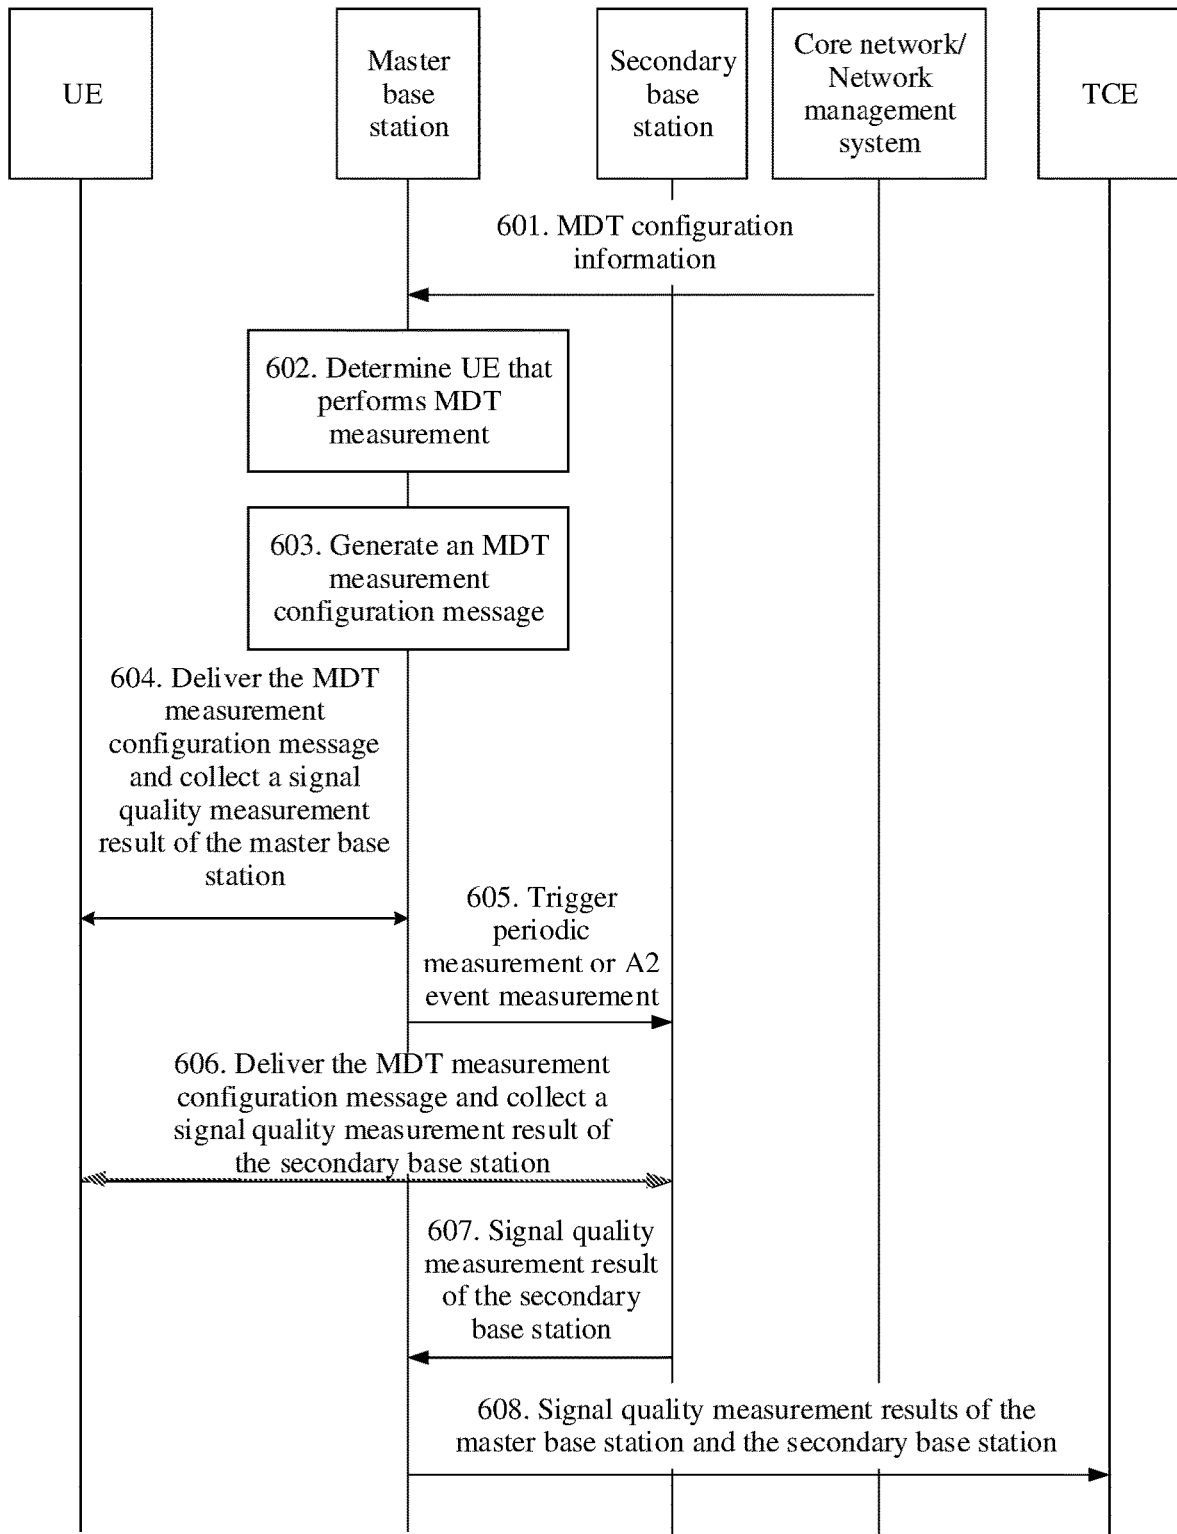 UE
Master
base
station
Secondary
base
station
Core network/
Network
management
system
TCE
601. MDT configuration
information
602. Determine UE that
performs MDT
measurement
603. Generate an MDT
measurement
configuration message
604. Deliver the MDT
measurement
configuration message
and collect a signal
quality measurement
result of the master base
station
605. Trigger
periodic
measurement or A2
event measurement
606. Deliver the MDT measurement
configuration message and collect a
signal quality measurement result of
the secondary base station
607. Signal quality
measurement result
of the secondary
base station
608. Signal quality measurement results of the
master base station and the secondary base station